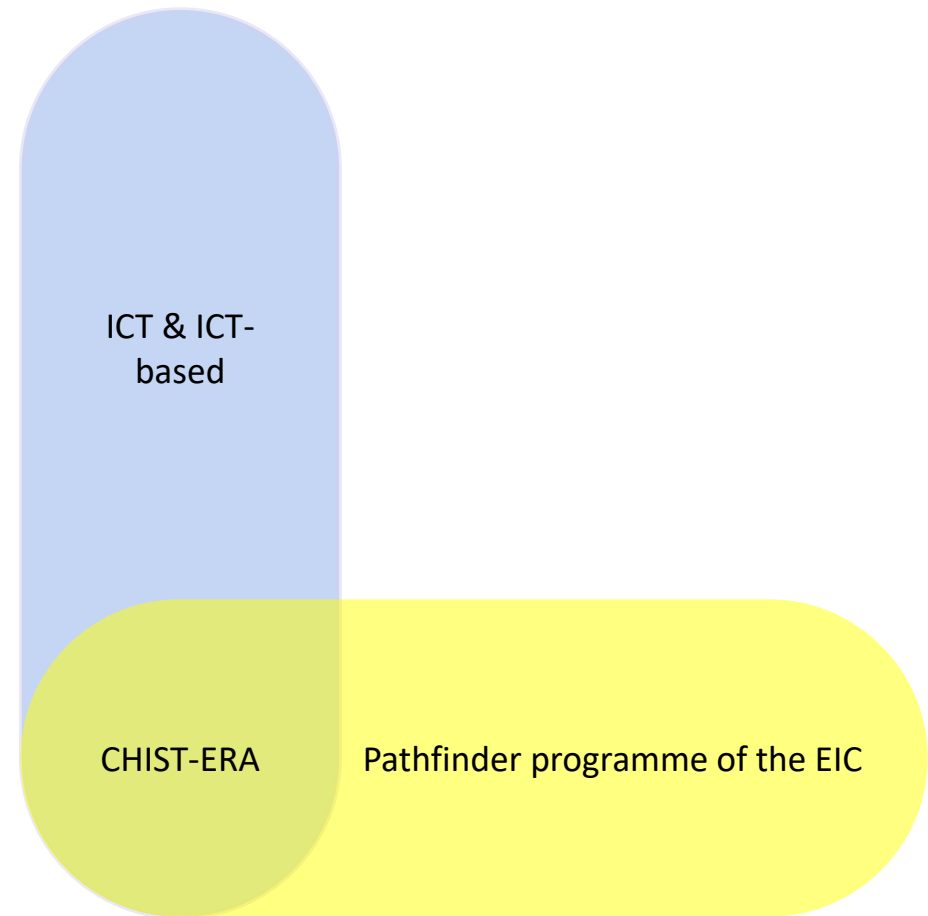 ICT & ICT-
based
CHIST-ERA
Pathfinder programme of the EIC